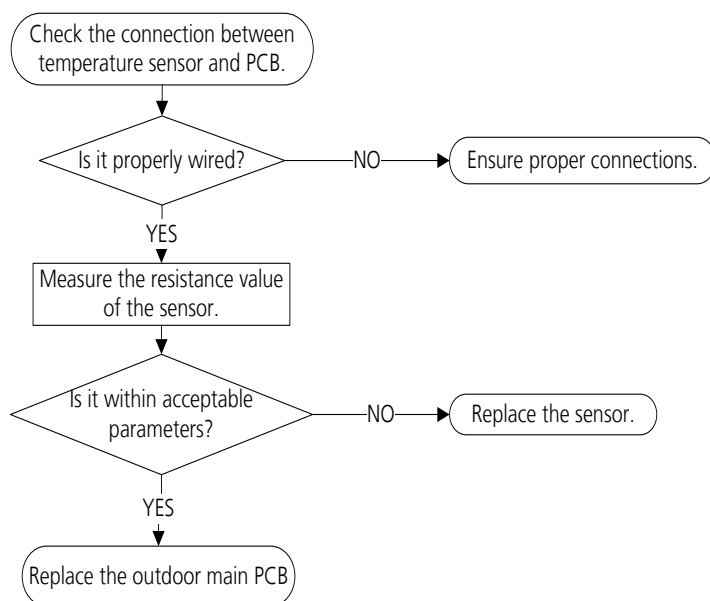 Check the connection between
temperature sensor and PCB.
Is it properly wired?
NO
Ensure proper connections.
YES
Measure the resistance value
of the sensor.
Is it within acceptable
parameters?
NO
Replace the sensor.
YES
Replace the outdoor main PCB